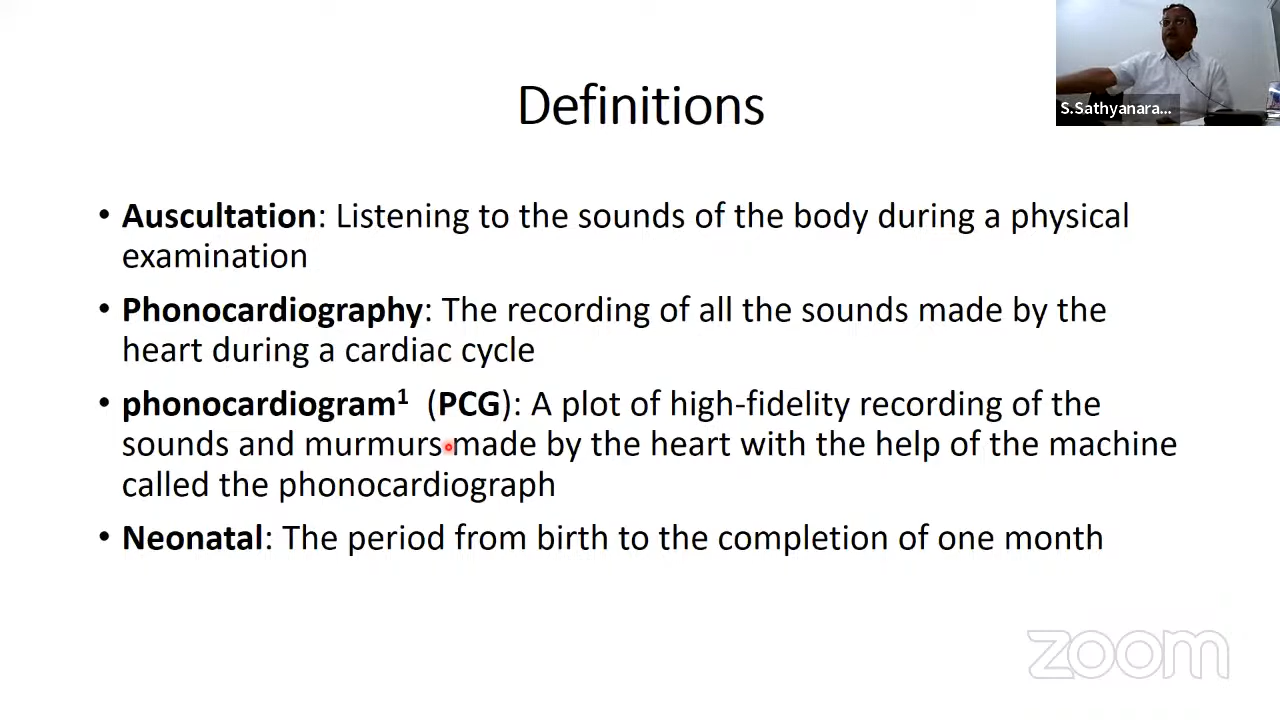 Definitions
S.Sathyanara...
• Auscultation: Listening to the sounds of the body during a physical
examination
• Phonocardiography: The recording of all the sounds made by the
heart during a cardiac cycle
• phonocardiogram¹ (PCG): A plot of high-fidelity recording of the
sounds and murmurs made by the heart with the help of the machine
called the phonocardiograph
• Neonatal: The period from birth to the completion of one month
zoom